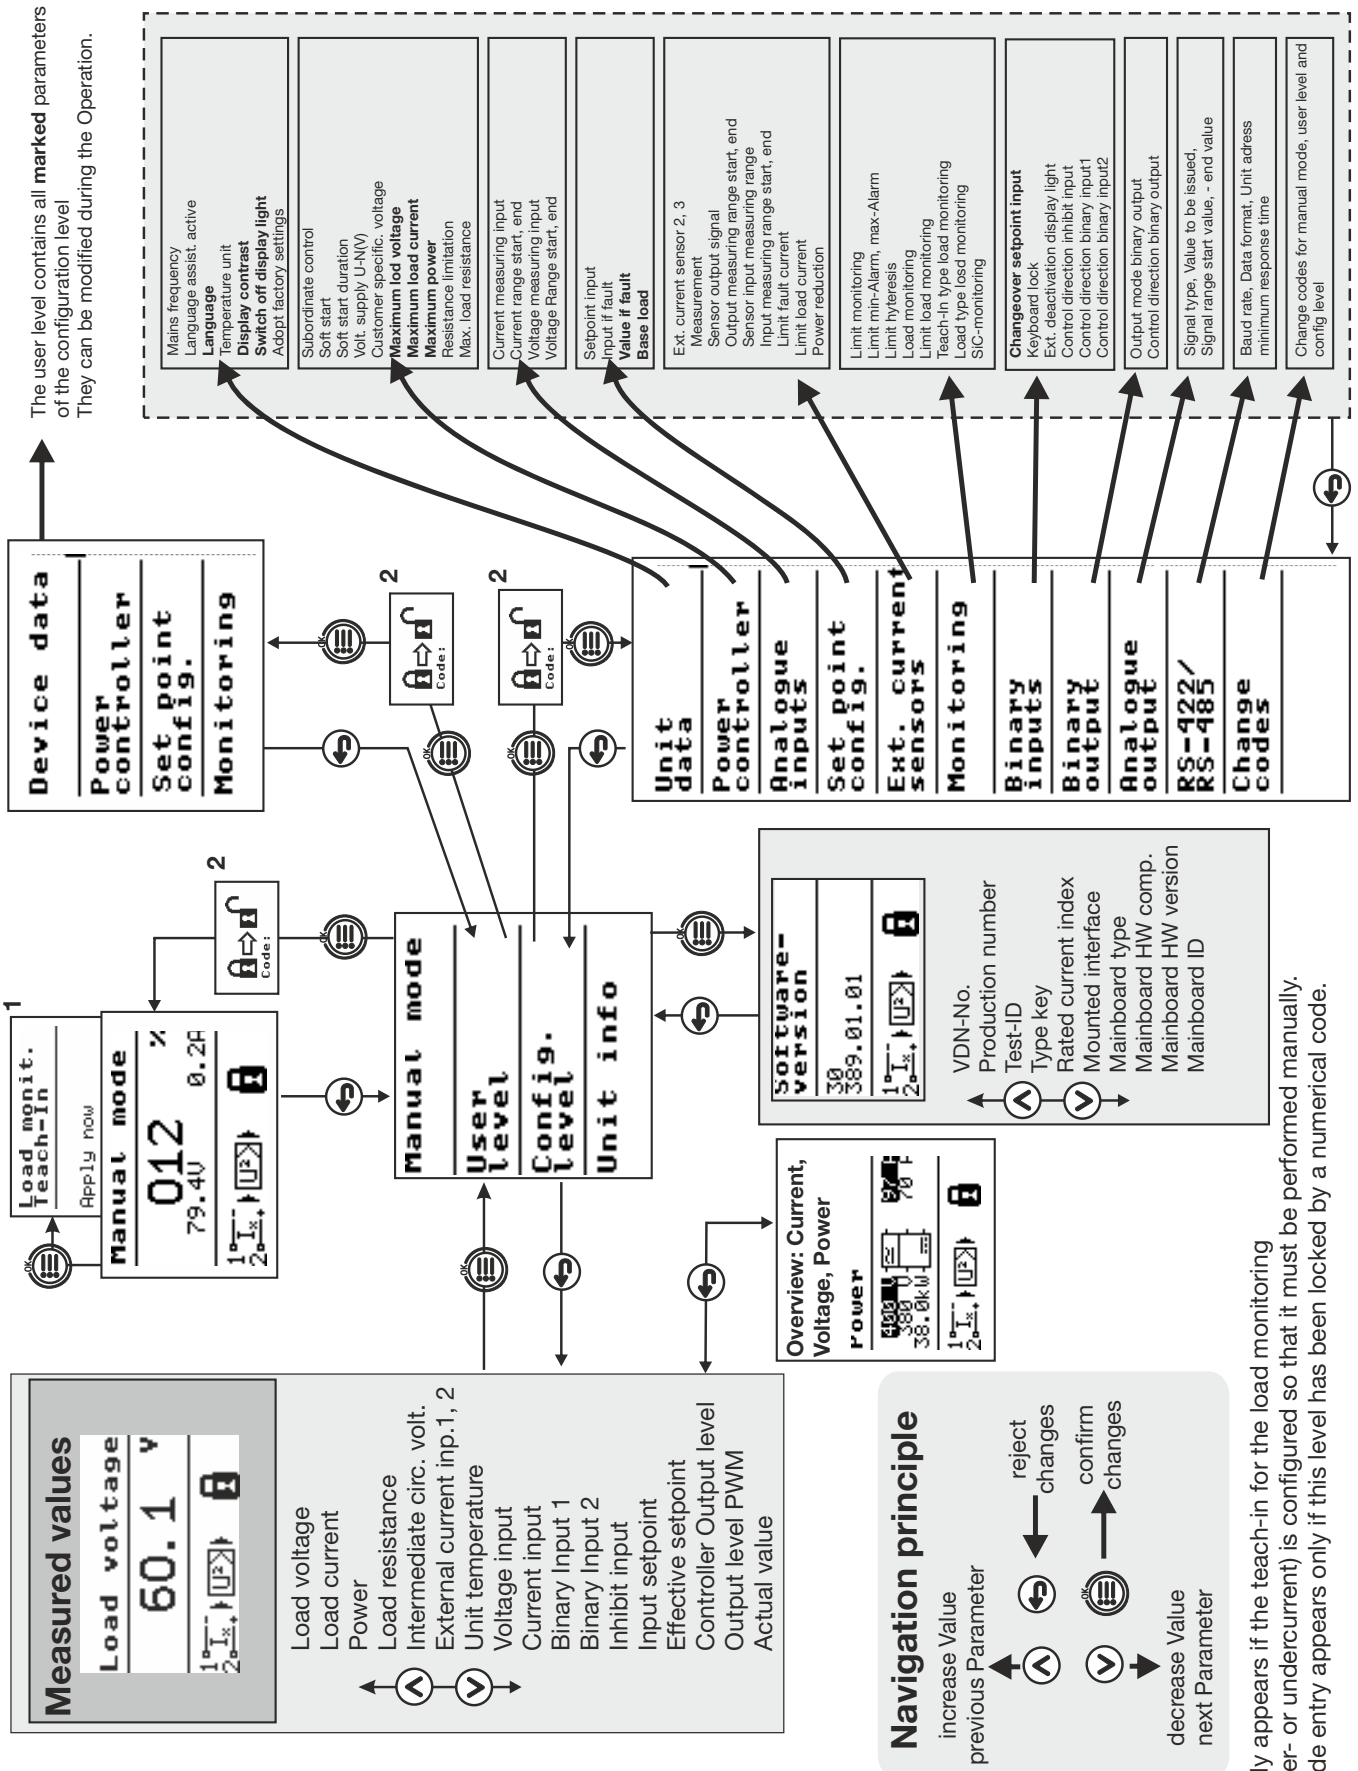 Measured values
Load voltage
60.1 V
Load voltage
Load current
Power
Load resistance
Intermediate circ. volt.
External current inp.1, 2
Unit temperature
Voltage input
Current input
Binary Input 1
Binary Input 2
Inhibit input
Input setpoint
Effective setpoint
Controller Output level
Output level PWM
Actual value
Navigation principle
increase Value
previous Parameter
reject
changes
OK
confirm
changes
decrease Value
next Parameter
1
Load monit.
Teach-In
Apply now
OK
Manual mode
012 %
79.4V 0.2A
2
Code:
OK
Manual mode
User
level
Config.
level
Unit info
OK
Overview: Current,
Voltage, Power
Power
400 V
380 V
38.0kW
OK
Software-
version
30
389.01.01
VDN-No.
Production number
Test-ID
Type key
Rated current index
Mounted interface
Mainboard type
Mainboard HW comp.
Mainboard HW version
Mainboard ID
Device data
Power
controller
Set point
config.
Monitoring
OK
OK
2
Code:
OK
2
Code:
OK
Unit
data
Power
controller
Analogue
inputs
Set point
config.
Ext. current
sensors
Monitoring
Binary
inputs
Binary
output
Analogue
output
RS-422/
RS-485
Change
codes
The user level contains all marked parameters
of the configuration level
They can be modified during the Operation.
Mains frequency
Language assist. active
Language
Temperature unit
Display contrast
Switch off display light
Adopt factory settings
Subordinate control
Soft start
Soft start duration
Volt. supply U-N(V)
Customer specific. voltage
Maximum lod voltage
Maximum load current
Maximum power
Resistance limitation
Max. load resistance
Current measuring input
Current range start, end
Voltage measuring input
Voltage Range start, end
Setpoint input
Input if fault
Value if fault
Base load
Ext. current sensor 2, 3
Measurement
Sensor output signal
Output measuring range start, end
Sensor input measuring range
Input measuring range start, end
Limit fault current
Limit load current
Power reduction
Limit monitoring
Limit min-Alarm, max-Alarm
Limit hyteresis
Load monitoring
Limit load monitoring
Teach-In type load monitoring
Load type losd monitoring
SiC-monitoring
Changeover setpoint input
Keyboard lock
Ext. deactivation display light
Control direction inhibit input
Control direction binary input1
Control direction binary input2
Output mode binary output
Control direction binary output
Signal type, Value to be issued,
Signal range start value, - end value
Baud rate, Data format, Unit adress
minimum response time
Change codes for manual mode, user level and
config level
ly appears if the teach-in for the load monitoring
er- or undercurrent) is configured so that it must be performed manually.
de entry appears only if this level has been locked by a numerical code.